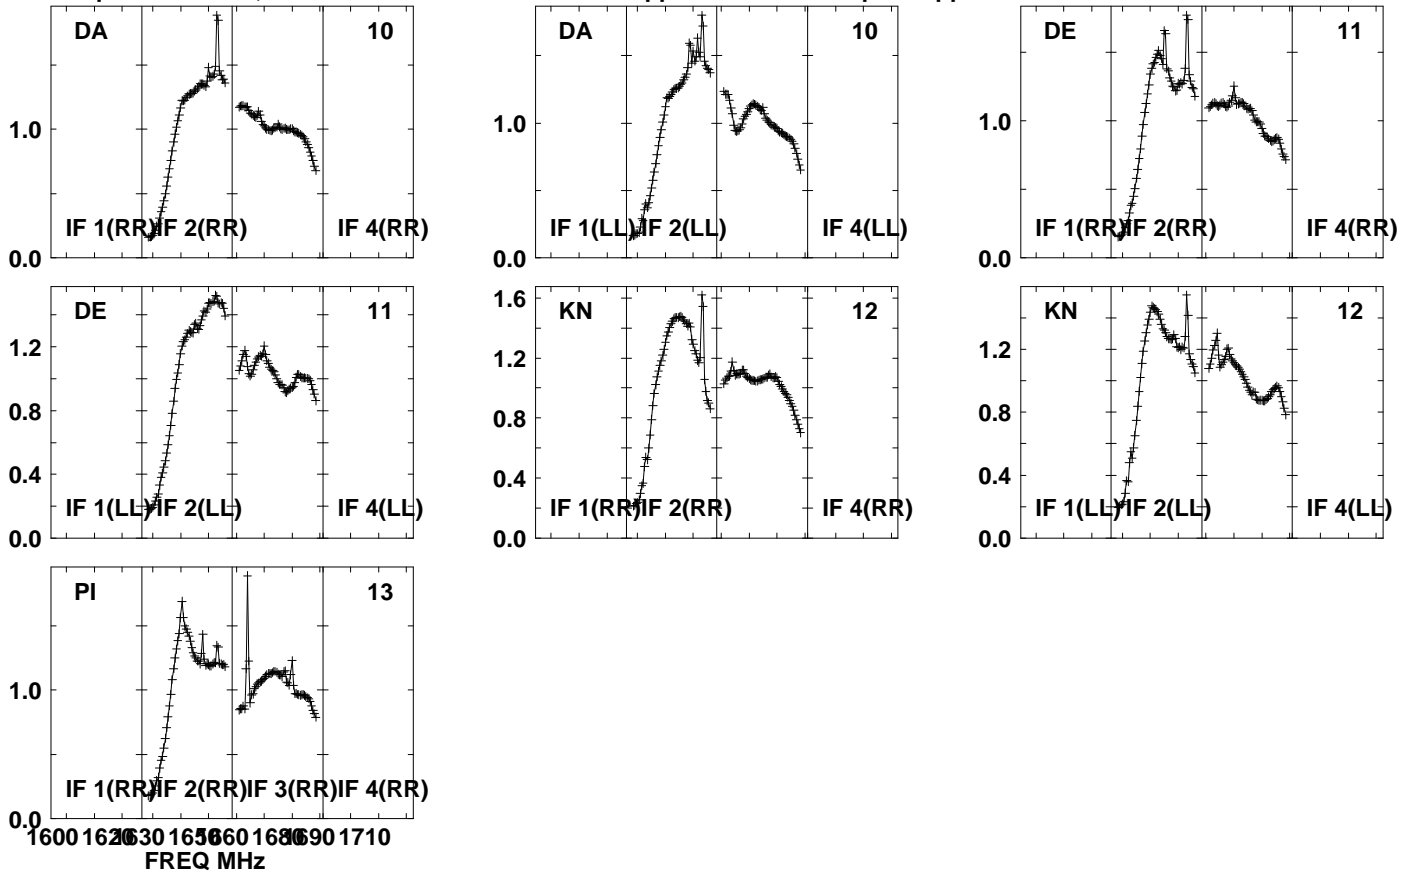 DA 10
1.0
IF 1(RR) IF 2(RR) IF 4(RR)
0.0
DA 10
1.0
IF 1(LL) IF 2(LL) IF 4(LL)
0.0
DE 11
1.0
IF 1(RR) IF 2(RR) IF 4(RR)
0.0
DE 11
1.2
0.8
0.4
IF 1(LL) IF 2(LL) IF 4(LL)
0.0
KN 12
1.6
1.2
0.8
0.4
IF 1(RR) IF 2(RR) IF 4(RR)
0.0
KN 12
1.2
0.8
0.4
IF 1(LL) IF 2(LL) IF 4(LL)
0.0
PI 13
1.0
IF 1(RR) IF 2(RR) IF 3(RR) IF 4(RR)
0.0
1600 1620 1630 1650 1660 1680 1690 1710
FREQ MHz